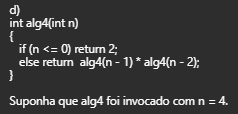 d)
int alg4(int n)
{
if (n <= 0) return 2;
else return alg4(n - 1) * alg4(n - 2);
}
Suponha que alg4 foi invocado com n = 4.